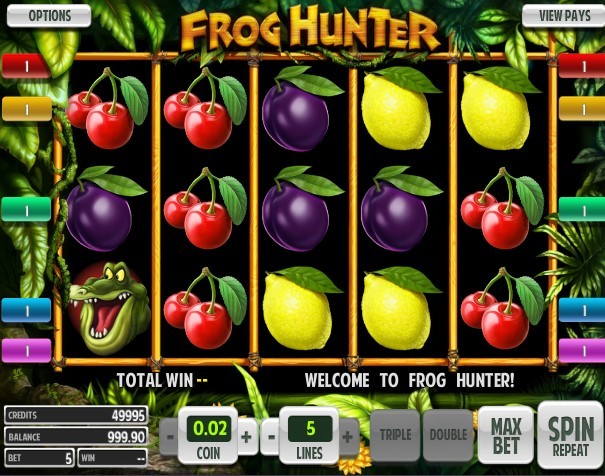 OPTIONS
FROG HUNTER
VIEW PAYS
1
1
1
1
1
1
1
1
1
1
TOTAL WIN --
WELCOME TO FROG HUNTER!
CREDITS 49995
BALANCE 999.90
BET 5 WIN --
- 0.02 +
COIN
- 5 +
LINES
TRIPLE
DOUBLE
MAX
BET
SPIN
REPEAT